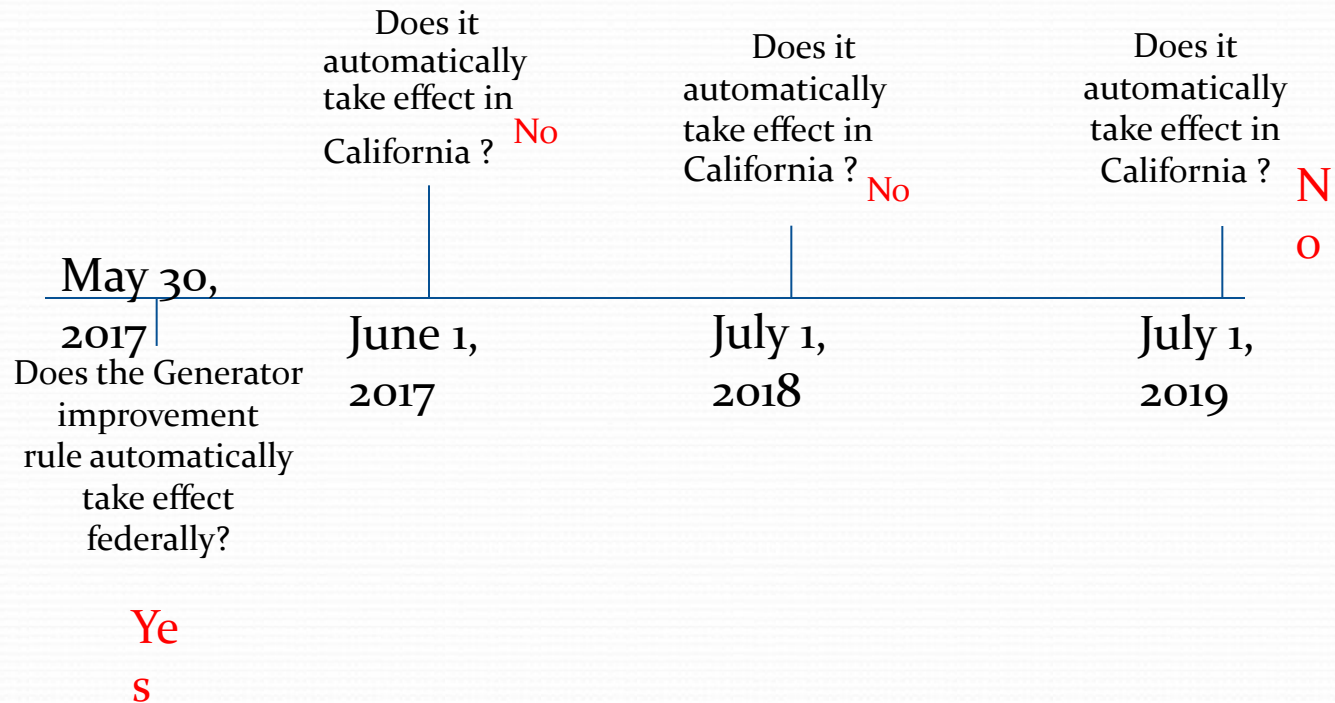 Does it
automatically
take effect in
California ?
No
Does it
automatically
take effect in
California ?
No
Does it
automatically
take effect in
California ?
N
o
May 30,
2017
Does the Generator
improvement
rule automatically
take effect
federally?
Ye
s
June 1,
2017
July 1,
2018
July 1,
2019